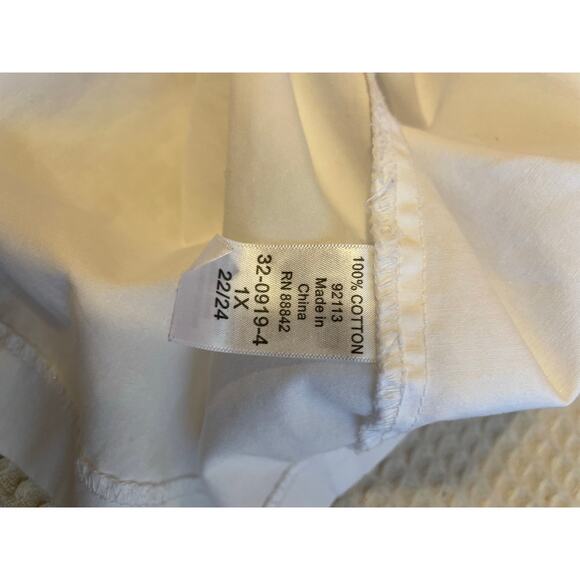 100% COTTON
92113
Made in
China
RN 88842
32-0919-4
1X
22/24